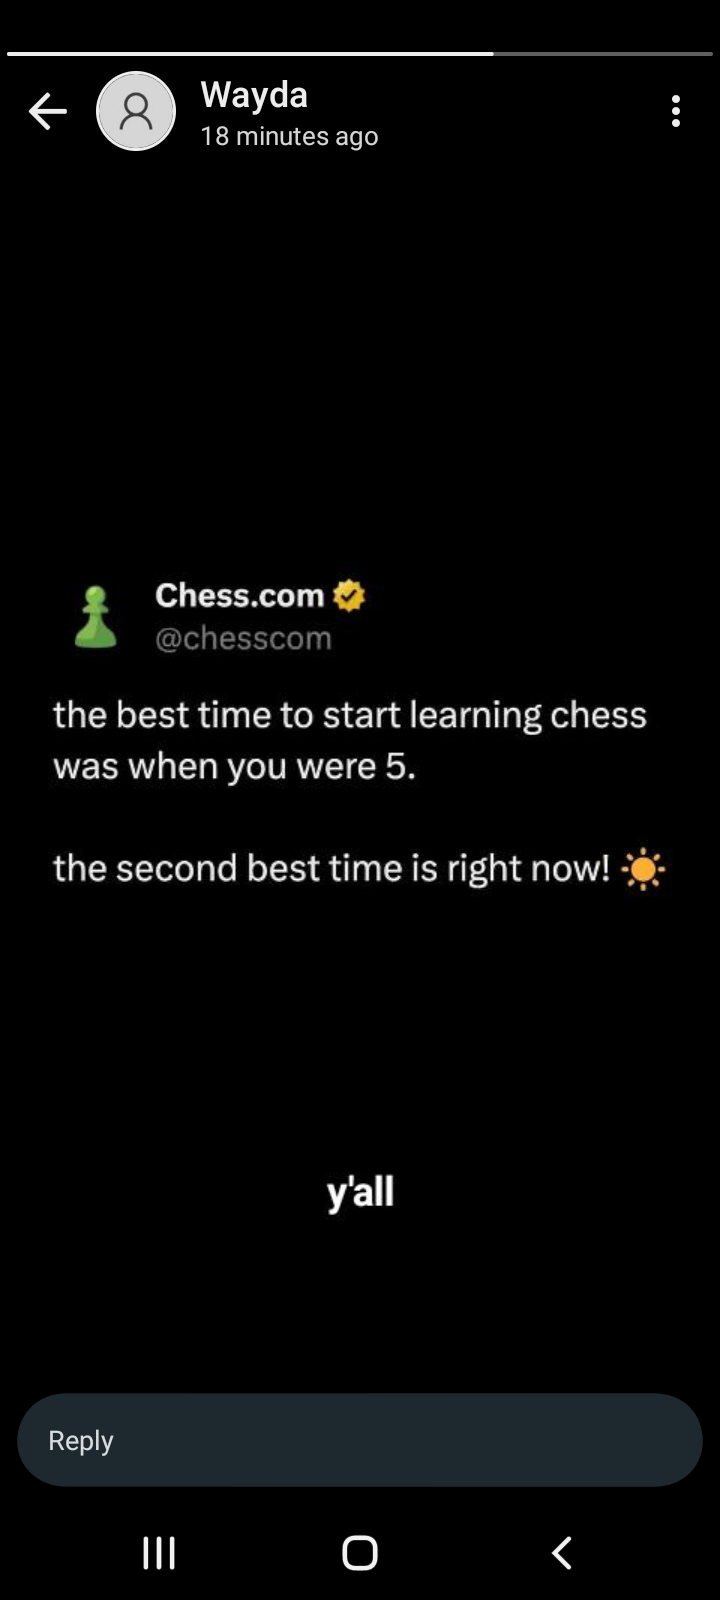 Wayda
18 minutes ago
Chess.com
@chesscom
the best time to start learning chess
was when you were 5.
the second best time is right now! ☀️
y'all
Reply